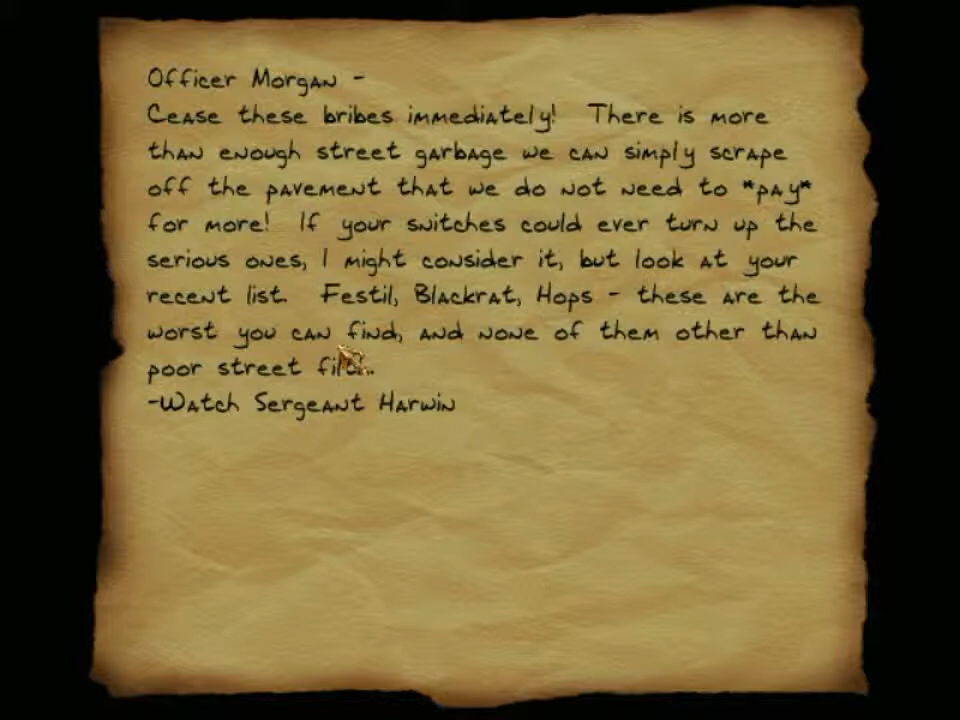 Officer Morgan -
Cease these bribes immediately! There is more
than enough street garbage we can simply scrape
off the pavement that we do not need to *pay*
for more! If your snitches could ever turn up the
serious ones, I might consider it, but look at your
recent list. Festil, Blackrat, Hops - these are the
worst you can find, and none of them other than
poor street
-Watch Sergeant Harwin